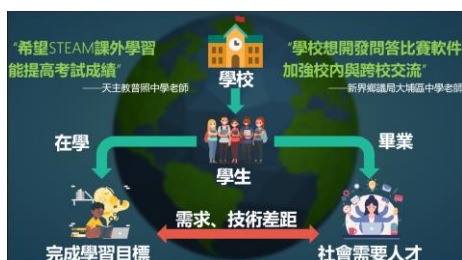 "希望STEAM課外學習
能提高考試成績"
——天主教普照中學老師
"學校想開發問答比賽軟件
加強校內與跨校交流"
——新界鄉議局大埔區中學老師
學校
在學
畢業
學生
需求、技術差距
完成學習目標
社會需要人才